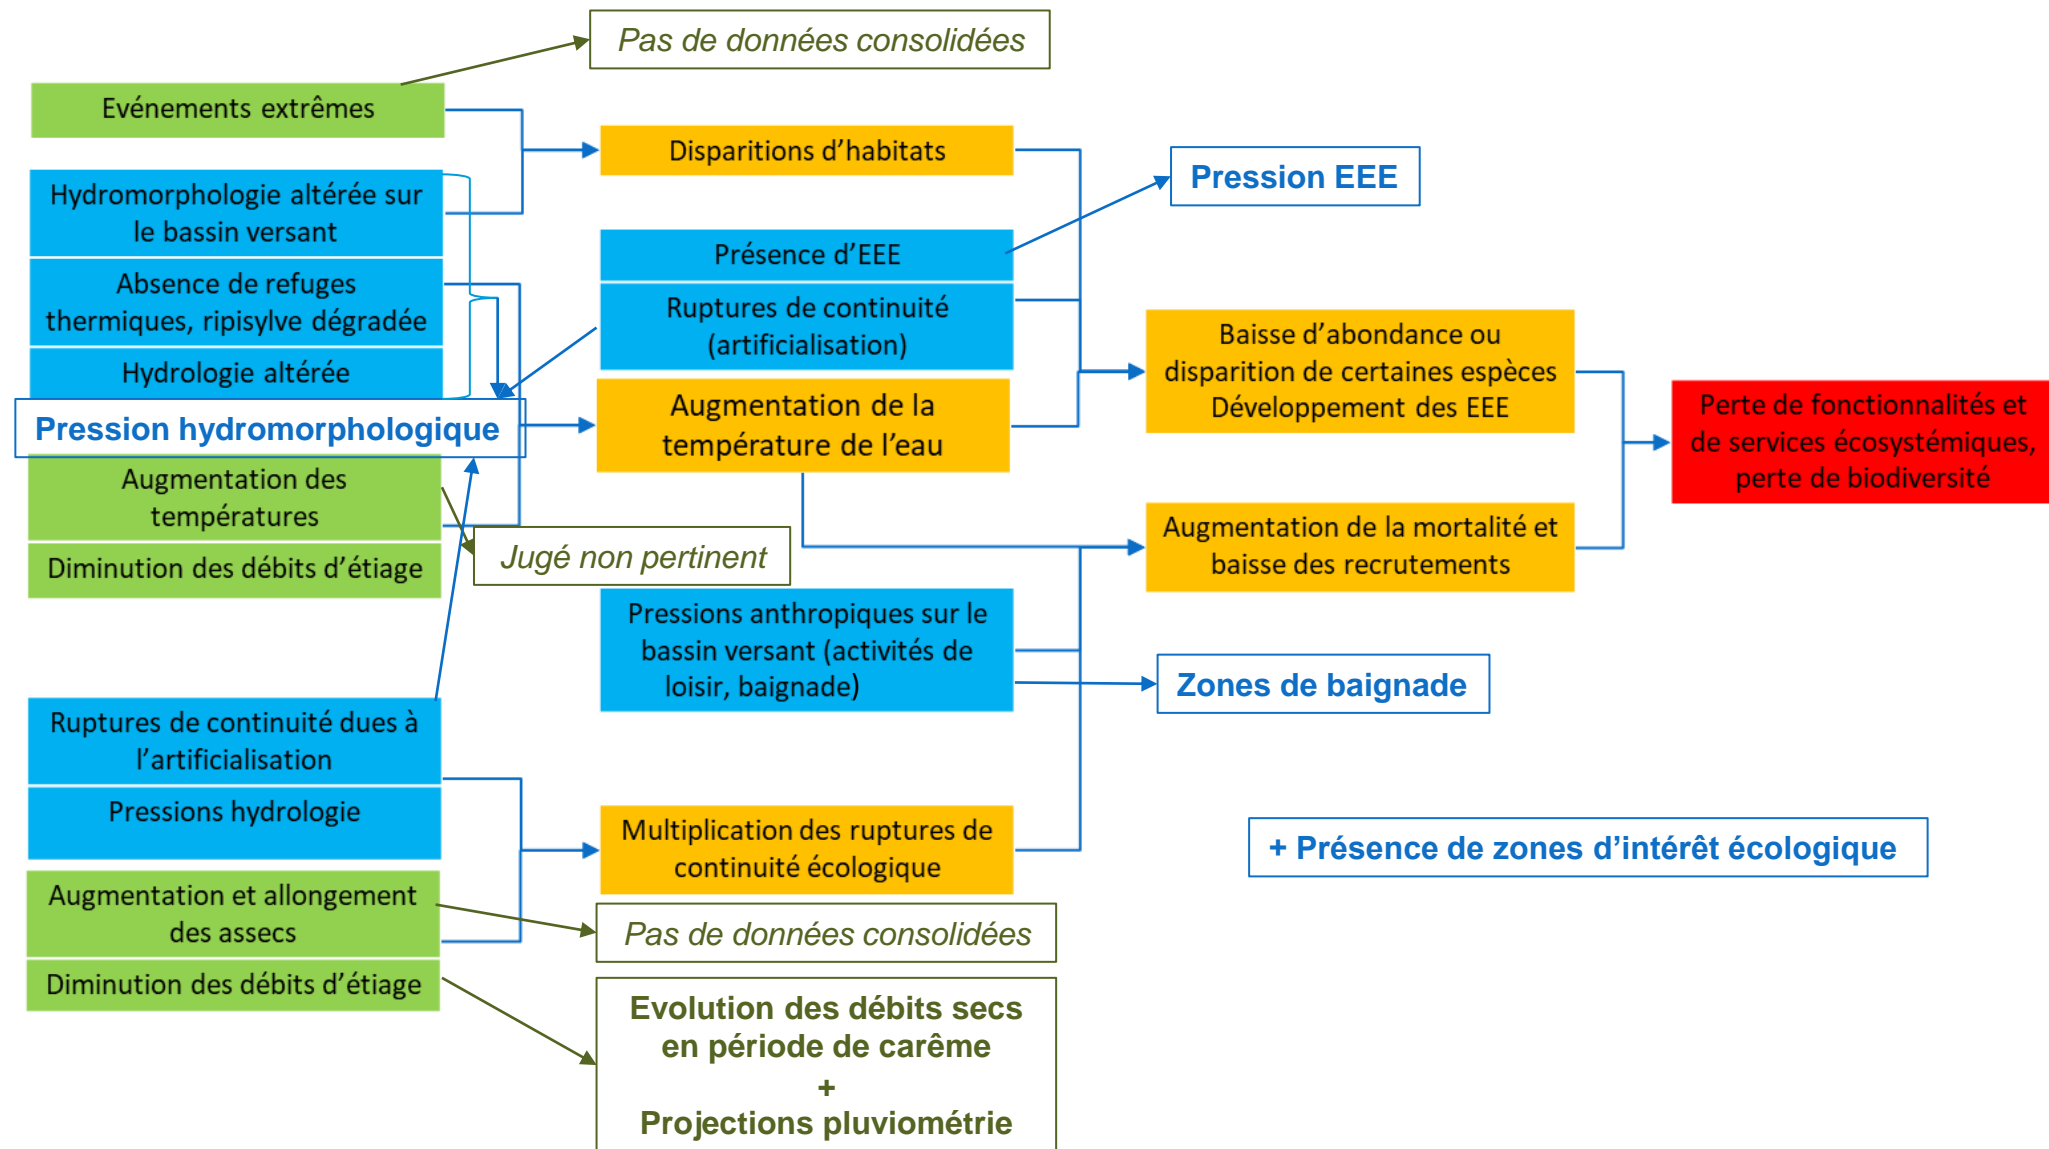 Pas de données consolidées
Evénements extrêmes
Disparitions d'habitats
Hydromorphologie altérée sur
le bassin versant
Pression EEE
Absence de refuges
thermiques, ripisylve dégradée
Hydrologie altérée
Présence d'EEE
Ruptures de continuité
(artificialisation)
Pression hydromorphologique
Augmentation de la
température de l'eau
Baisse d'abondance ou
disparition de certaines espèces
Développement des EEE
Perte de fonctionnalités et
de services écosystémiques,
perte de biodiversité
Augmentation des
températures
Diminution des débits d'étiage
Jugé non pertinent
Augmentation de la mortalité et
baisse des recrutements
Pressions anthropiques sur le
bassin versant (activités de
loisir, baignade)
Zones de baignade
Ruptures de continuité dues à
l'artificialisation
Pressions hydrologie
Multiplication des ruptures de
continuité écologique
+ Présence de zones d'intérêt écologique
Augmentation et allongement
des assecs
Pas de données consolidées
Diminution des débits d'étiage
Evolution des débits secs
en période de carême
+
Projections pluviométrie